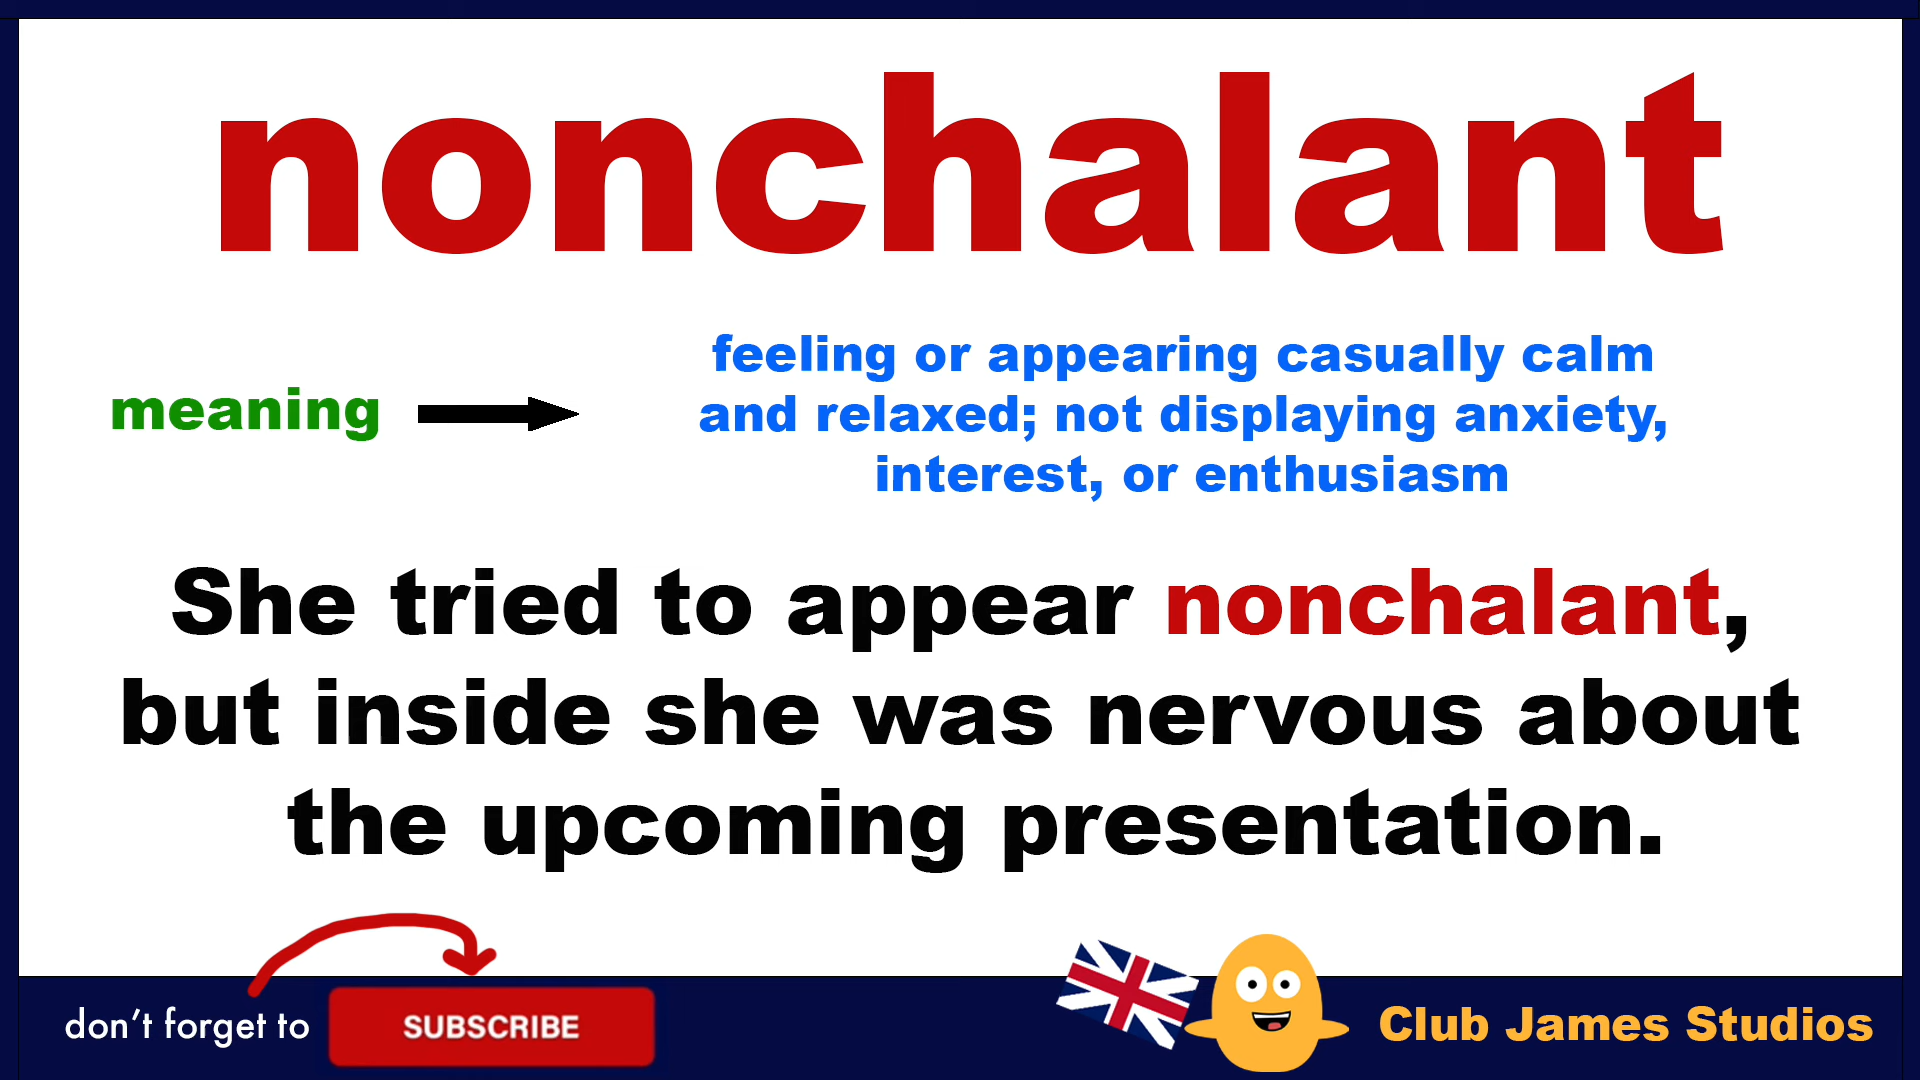 nonchalant
meaning
feeling or appearing casually calm
and relaxed; not displaying anxiety,
interest, or enthusiasm
She tried to appear nonchalant,
but inside she was nervous about
the upcoming presentation.
don't forget to
SUBSCRIBE
Club James Studios